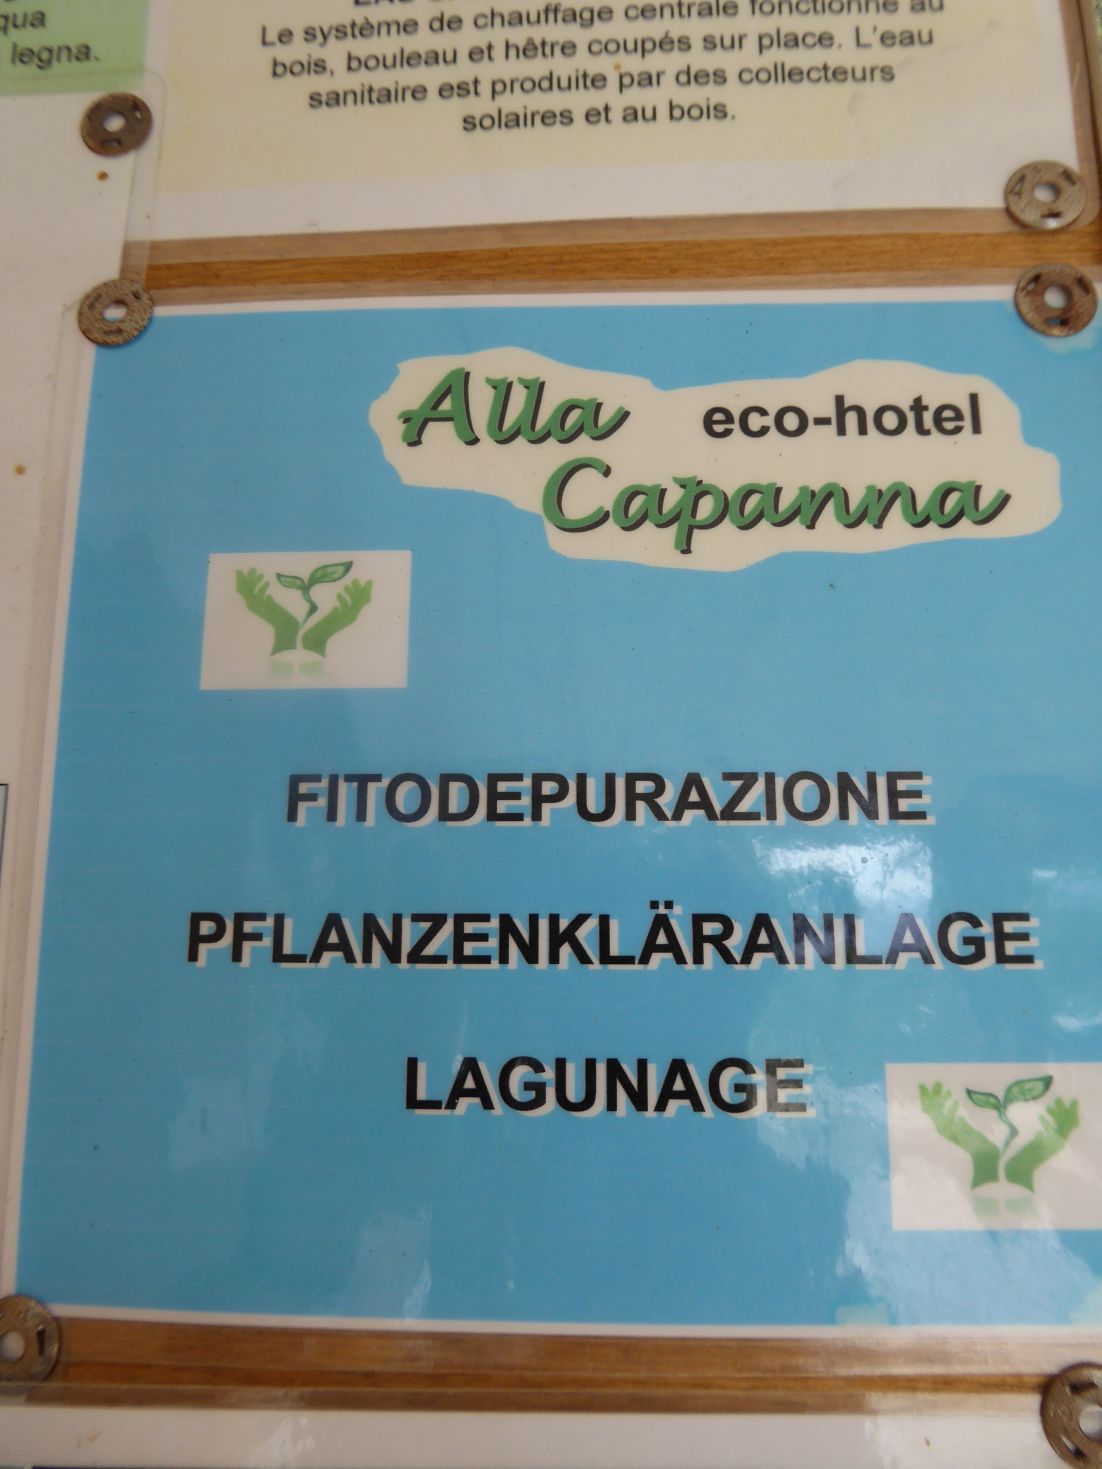 qua
legna.
Le système de chauffage centrale fonctionne au
bois, bouleau et hêtre coupés sur place. L'eau
sanitaire est produite par des collecteurs
solaires et au bois.
Alla eco-hotel
Capanna
FITODEPURAZIONE
PFLANZENKLÄRANLAGE
LAGUNAGE